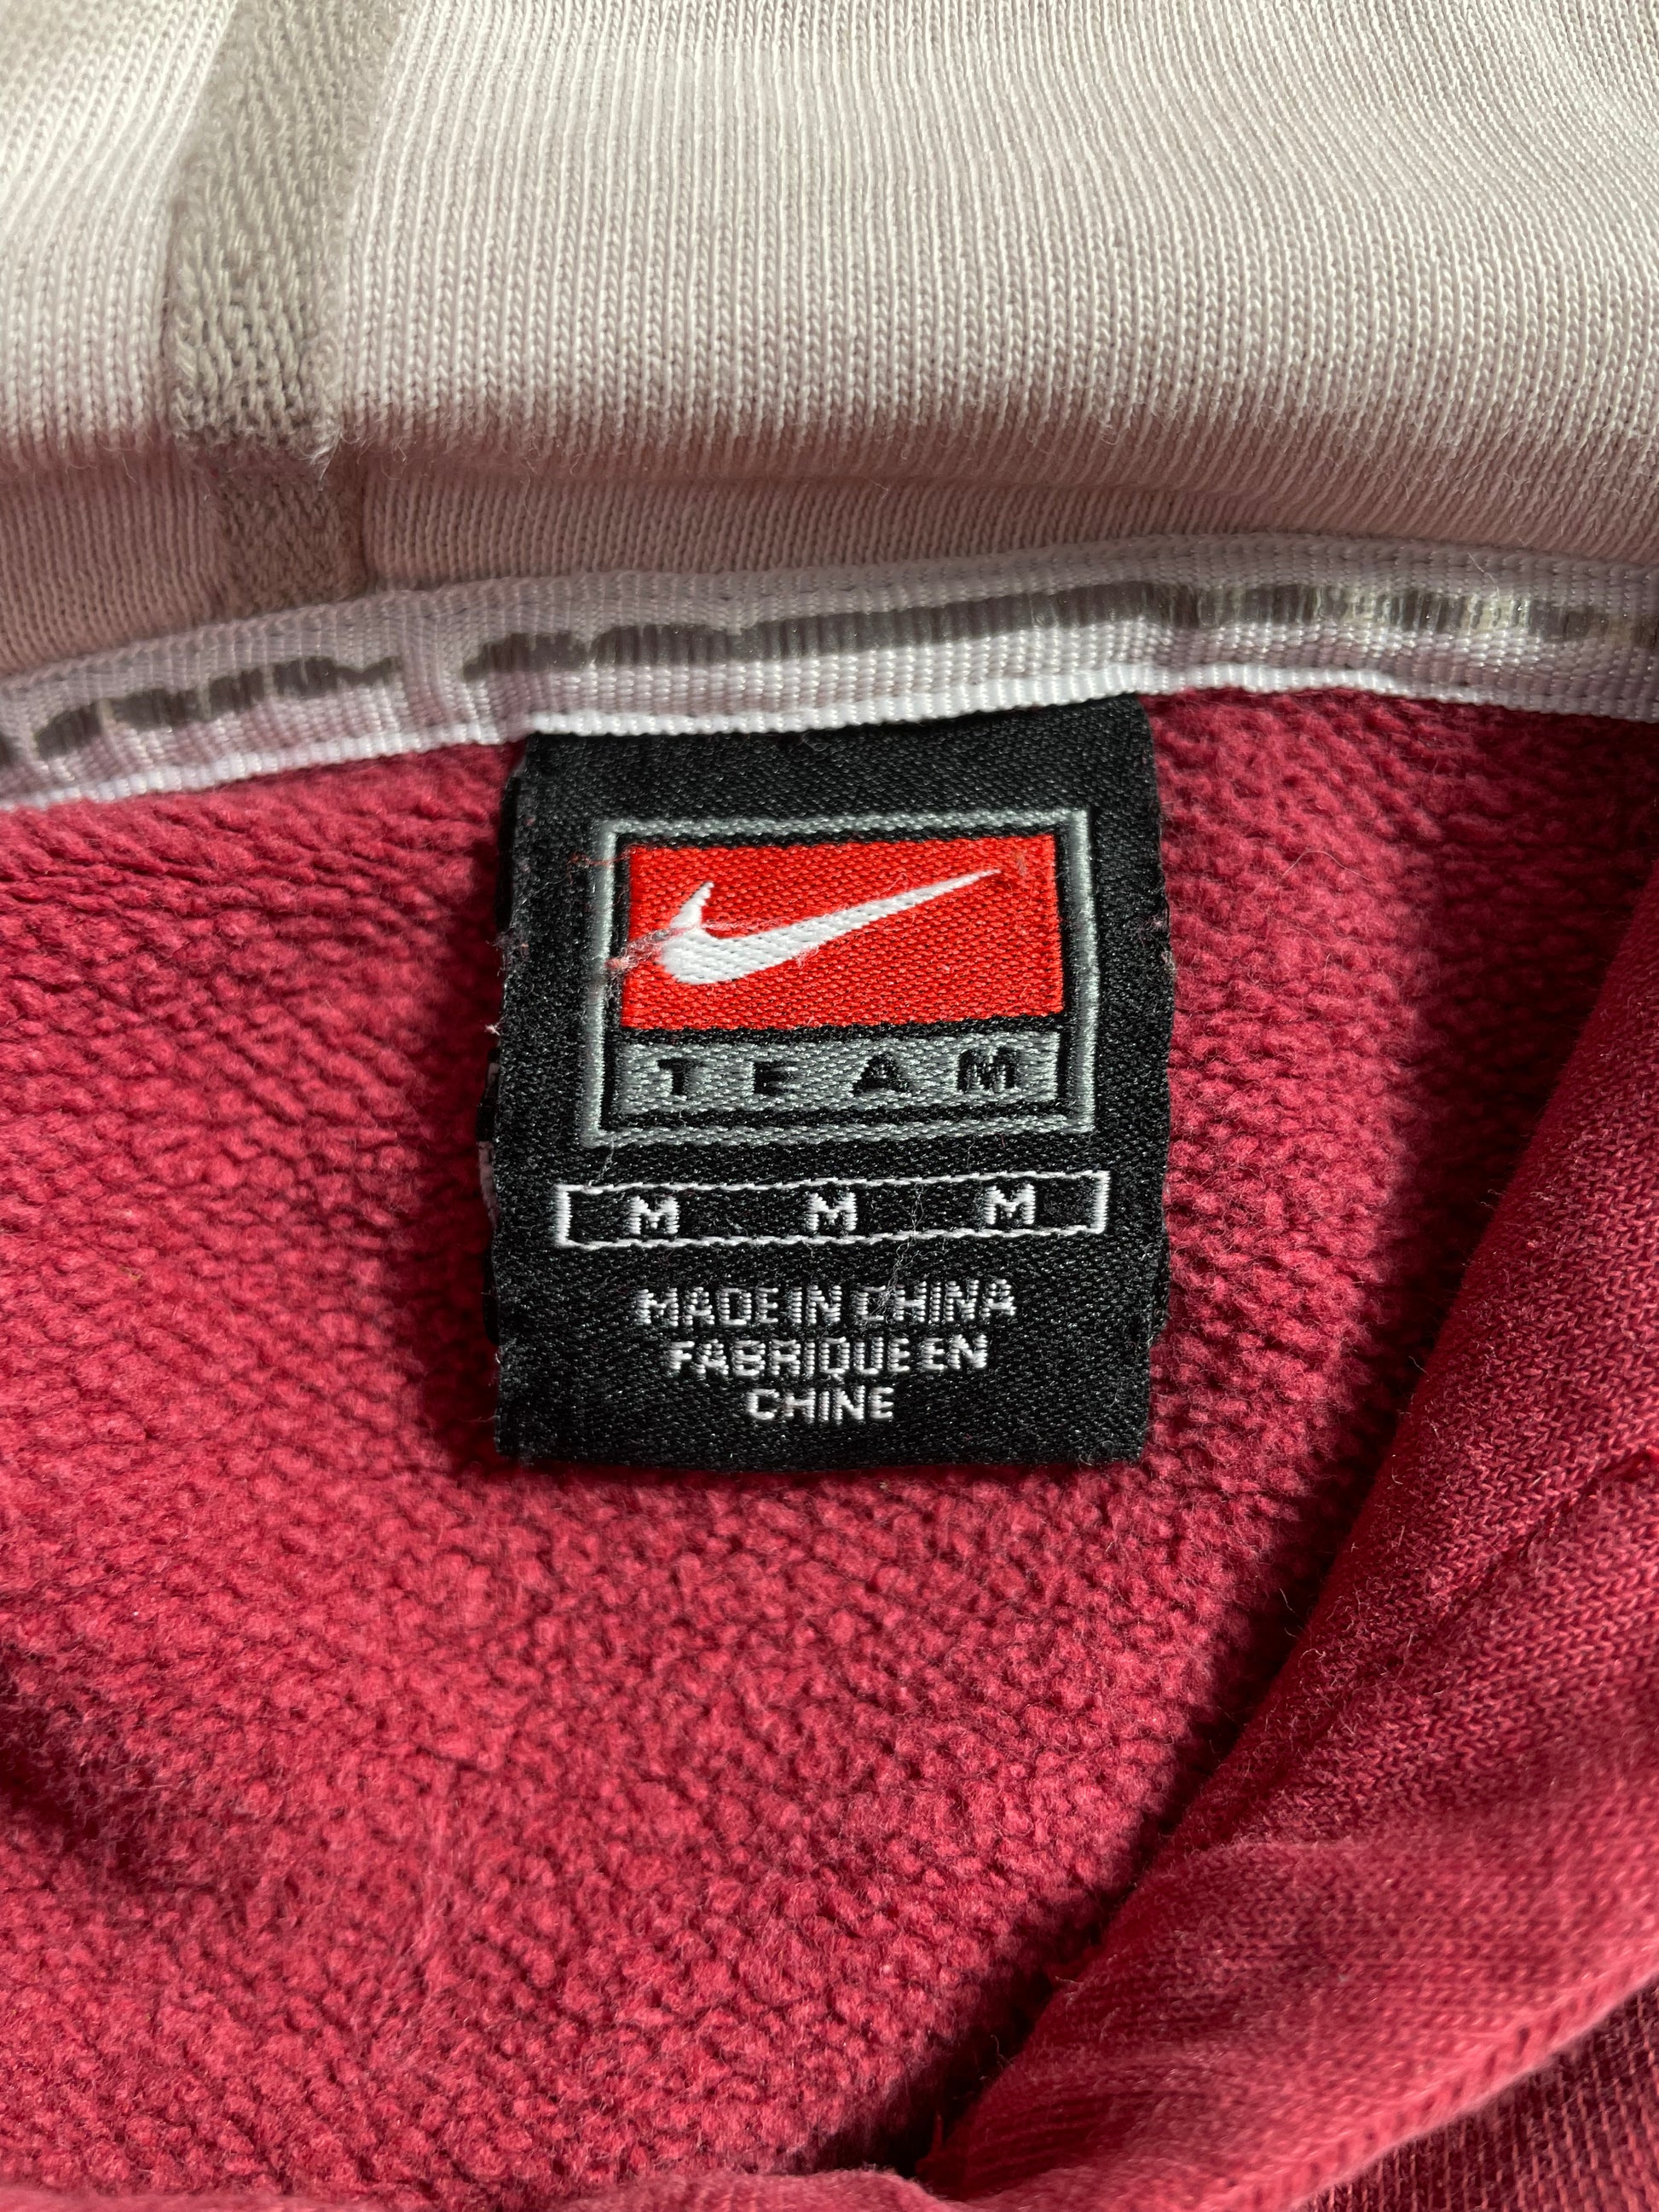 TEAM
M M M
MADE IN CHINA
FABRIQUE EN
CHINE